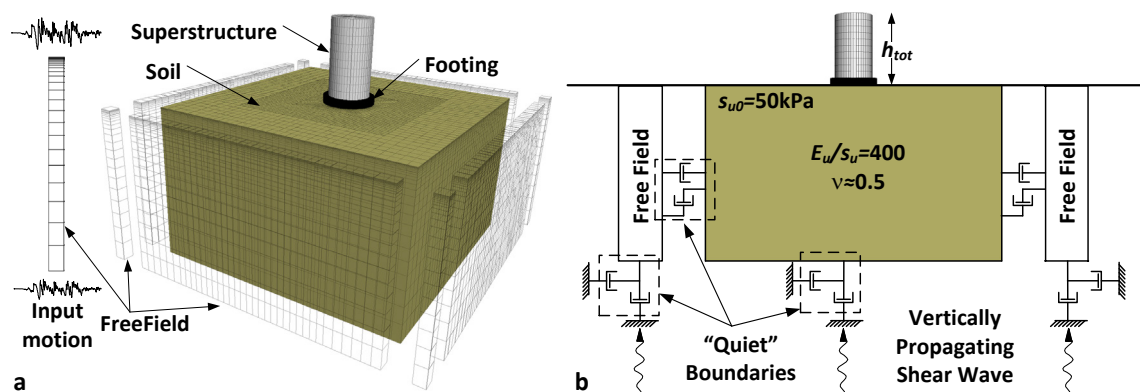 Superstructure
Footing
Soil
Input
motion
FreeField
a
h_tot
s_u0=50kPa
E_u/s_u=400
ν≈0.5
Free Field
Free Field
"Quiet"
Boundaries
Vertically
Propagating
Shear Wave
b